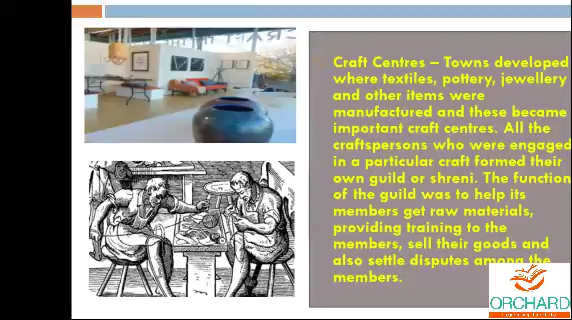 Craft Centres – Towns developed
where textiles, pottery, jewellery
and other items were
manufactured and these became
important craft centres. All the
craftspersons who were engaged
in a particular craft formed their
own guild or shreni. The function
of the guild was to help its
members get raw materials,
providing training to the
members, sell their goods and
also settle disputes among the
members.
ORCHARD